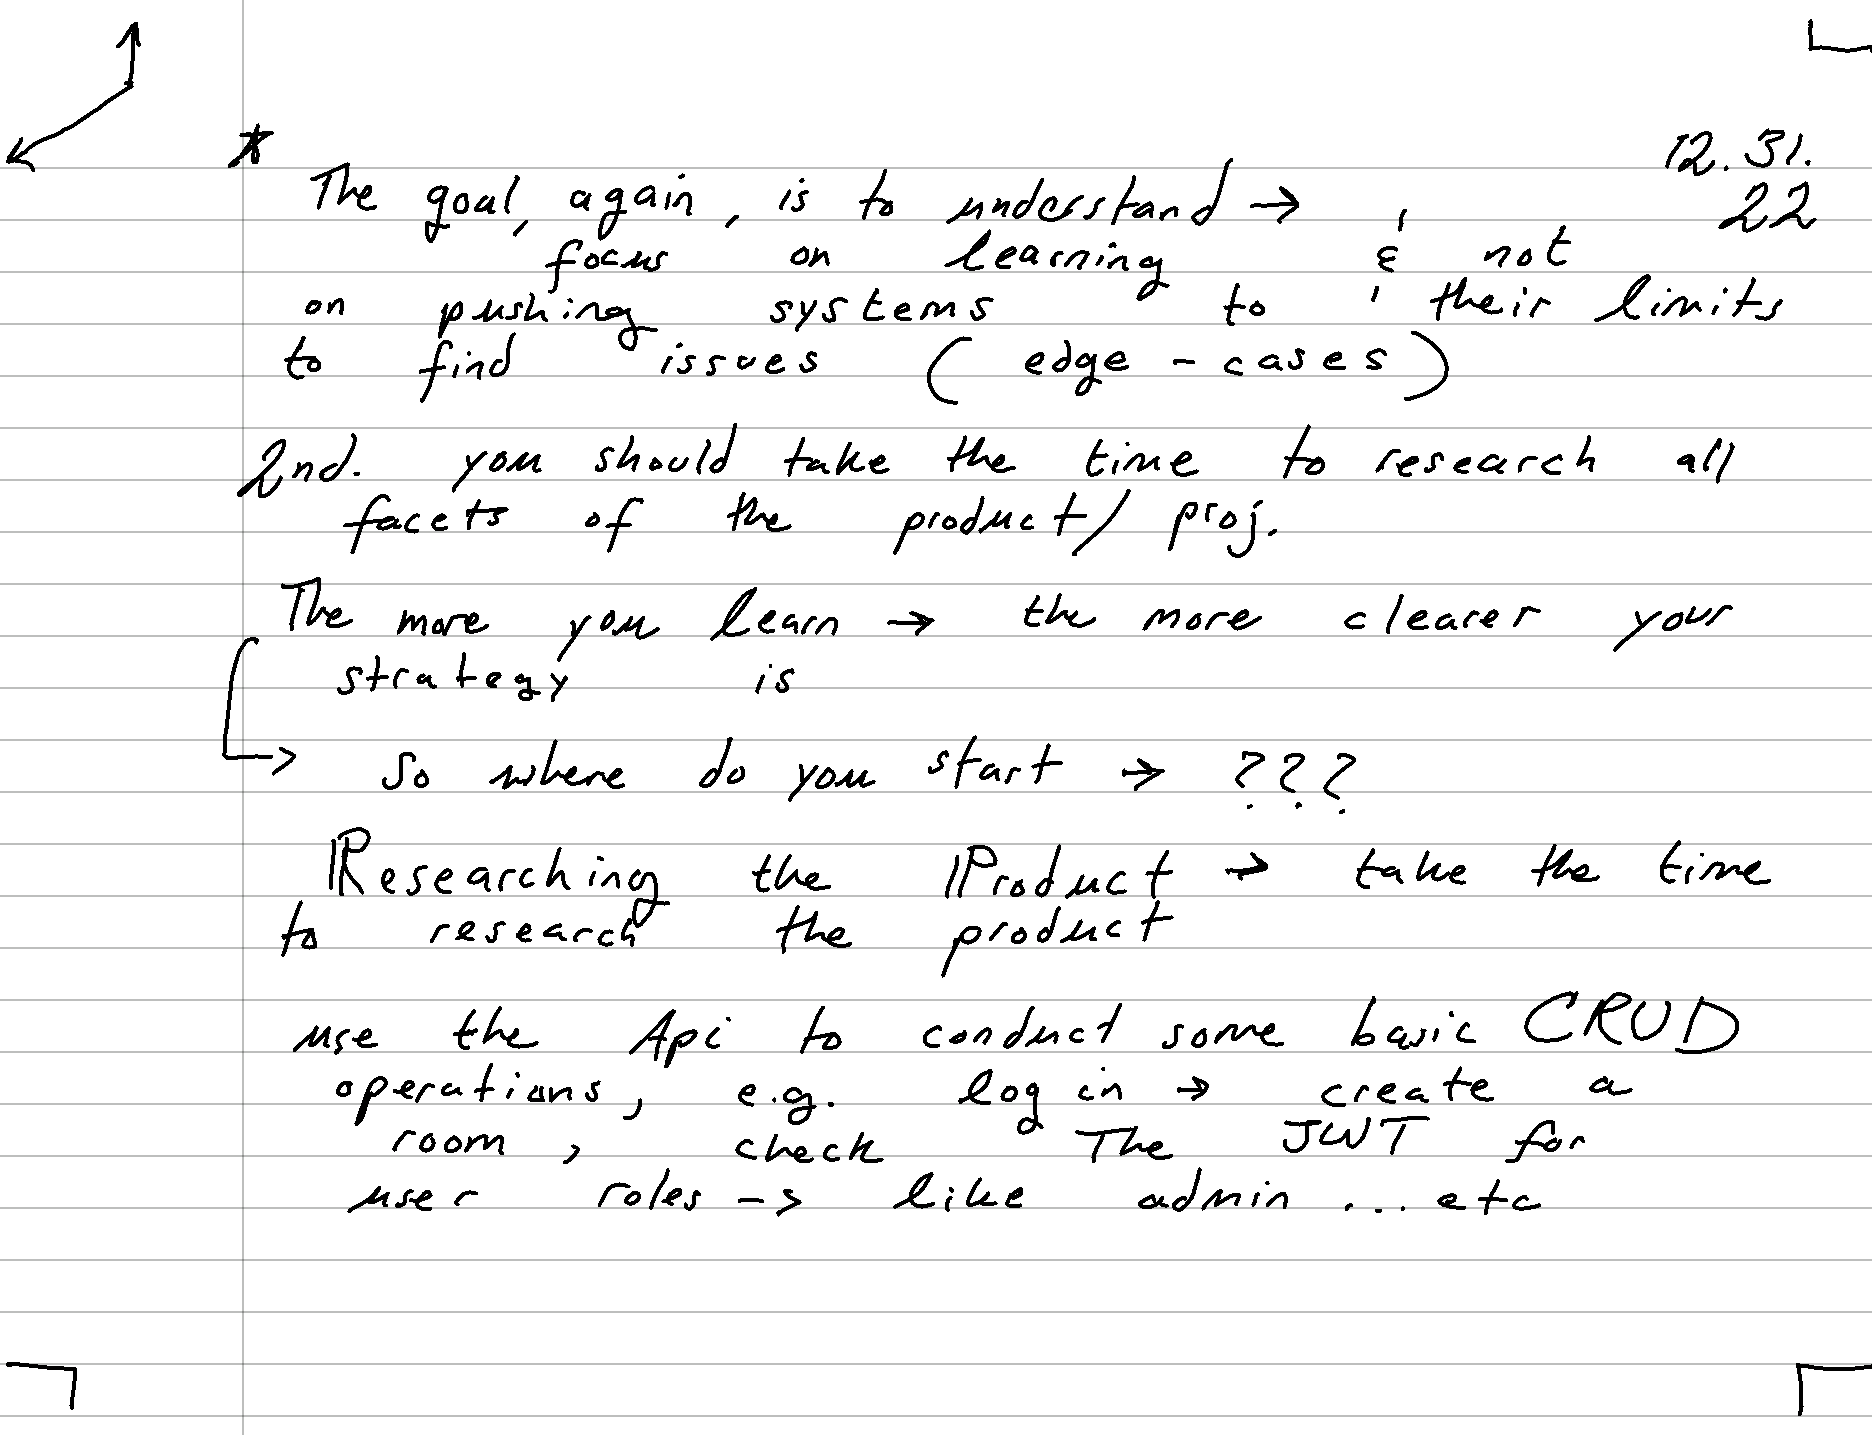 * 12.31.
The goal, again, is to understand → 22
focus on learning & not
on pushing systems to their limits
to find issues (edge-cases)
2nd. you should take the time to research all
facets of the product/ proj.
The more you learn → the more clearer your
strategy is
→ So where do you start → ???
Researching the Product → take the time
to research the product
use the Api to conduct some basic CRUD
operations, e.g. log in → create a
room, check The JWT for
user roles -> like admin ... etc